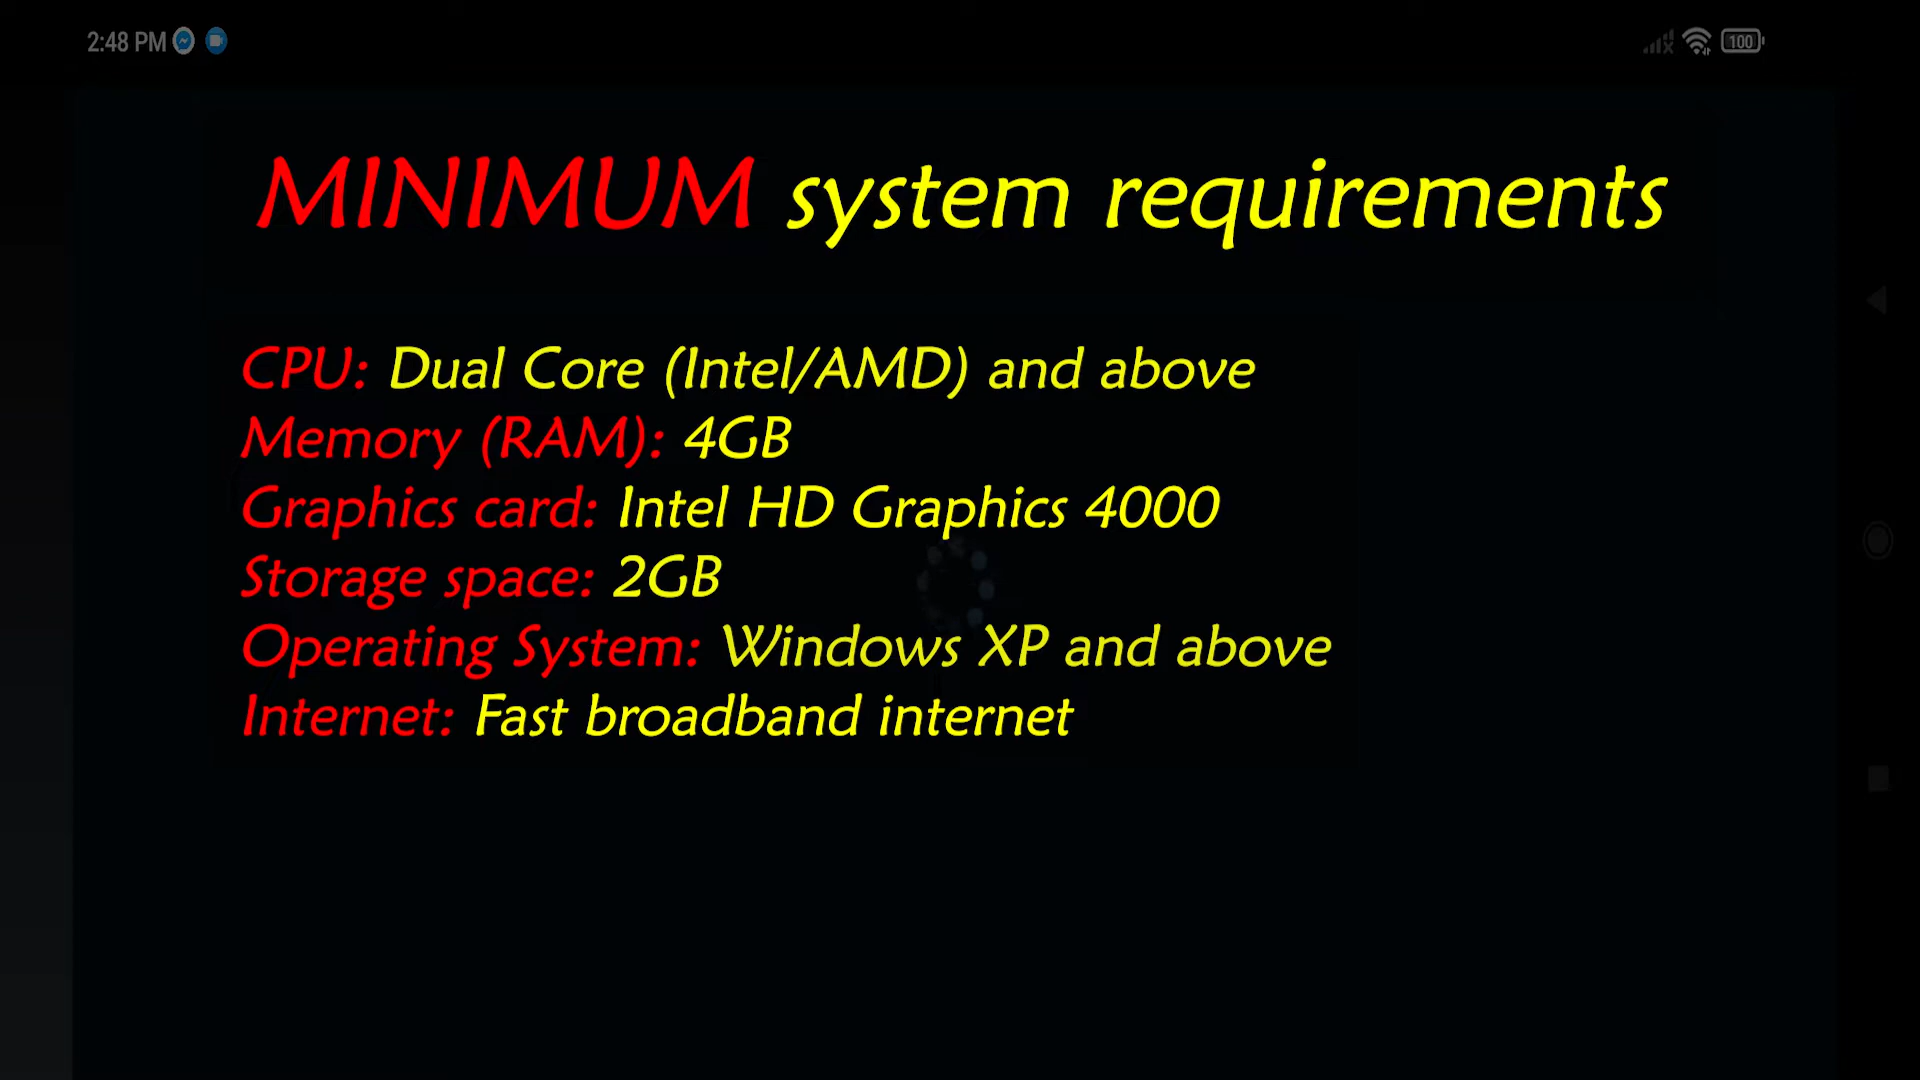 2:48 PM
100
MINIMUM system requirements
CPU: Dual Core (Intel/AMD) and above
Memory (RAM): 4GB
Graphics card: Intel HD Graphics 4000
Storage space: 2GB
Operating System: Windows XP and above
Internet: Fast broadband internet